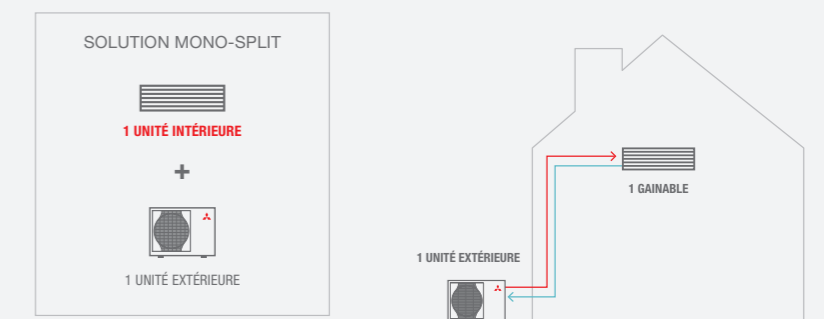 SOLUTION MONO-SPLIT
1 UNITÉ INTÉRIEURE
+
1 UNITÉ EXTÉRIEURE
1 GAINABLE
1 UNITÉ EXTÉRIEURE